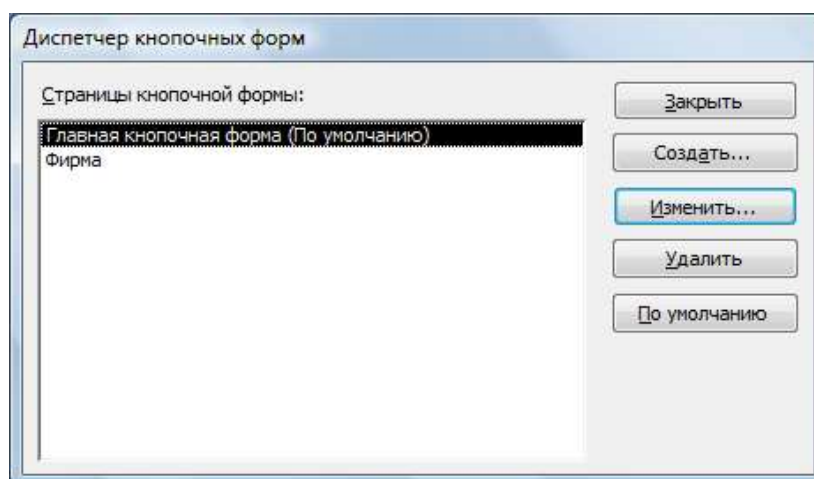 Диспетчер кнопочных форм
Страницы кнопочной формы:
Главная кнопочная форма (По умолчанию)
Фирма
Закрыть
Создать...
Изменить...
Удалить
По умолчанию